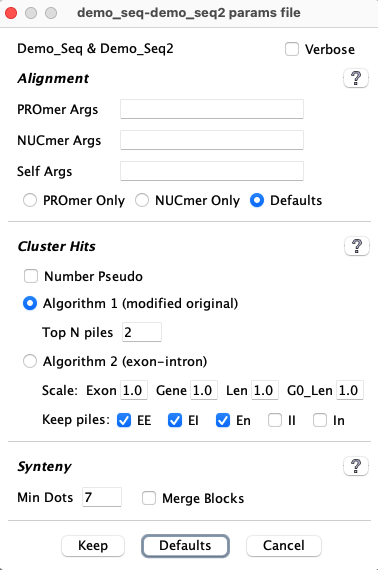 demo_seq-demo_seq2 params file
Demo_Seq & Demo_Seq2 Verbose
Alignment ?
PROmer Args
NUCmer Args
Self Args
PROmer Only NUCmer Only Defaults
Cluster Hits ?
Number Pseudo
Algorithm 1 (modified original)
Top N piles 2
Algorithm 2 (exon-intron)
Scale: Exon 1.0 Gene 1.0 Len 1.0 G0_Len 1.0
Keep piles: EE EI En II In
Synteny ?
Min Dots 7 Merge Blocks
Keep Defaults Cancel